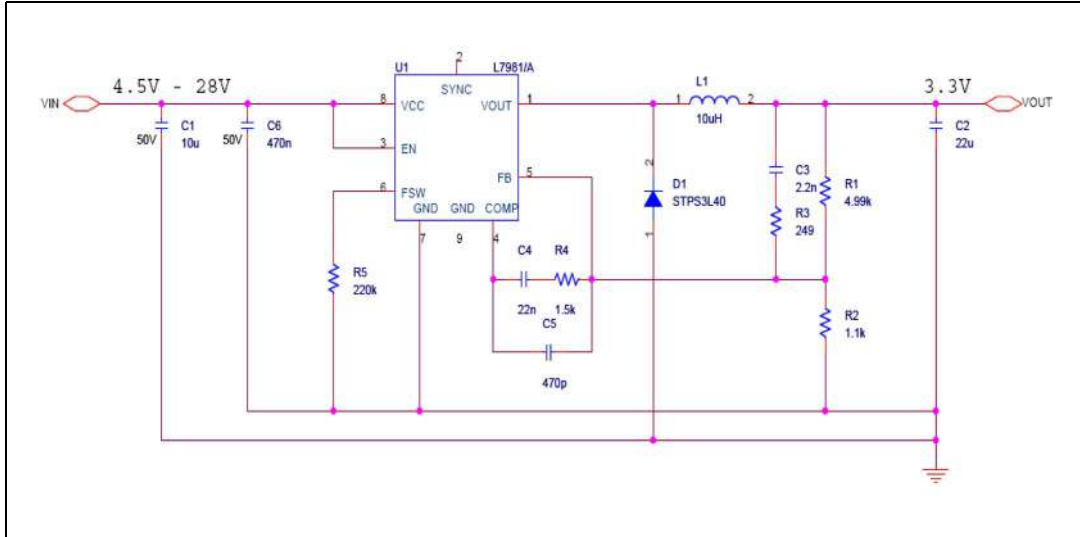 U1
L7981/A
2
SYNC
4.5V - 28V
VIN
8
VCC
VOUT
1
L1
1
2
10uH
3.3V
VOUT
C1
50V
10u
C6
50V
470n
3
EN
C2
22u
FB
5
2
C3
2.2n
R1
4.99k
D1
STPS3L40
6
FSW
GND
GND
COMP
R3
249
7
9
4
1
C4
R4
R5
220k
22n
1.5k
C5
R2
1.1k
470p